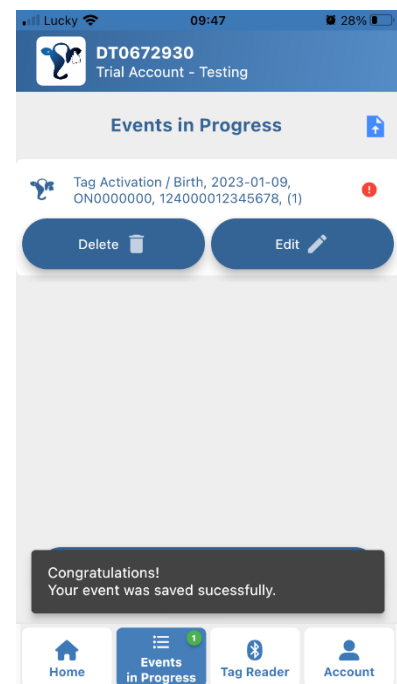 Lucky 09:47 28%
DT0672930
Trial Account - Testing
Events in Progress
Tag Activation / Birth, 2023-01-09,
ON0000000, 124000012345678, (1)
Delete Edit
Congratulations!
Your event was saved sucessfully.
1
Home Events Tag Reader Account
in Progress